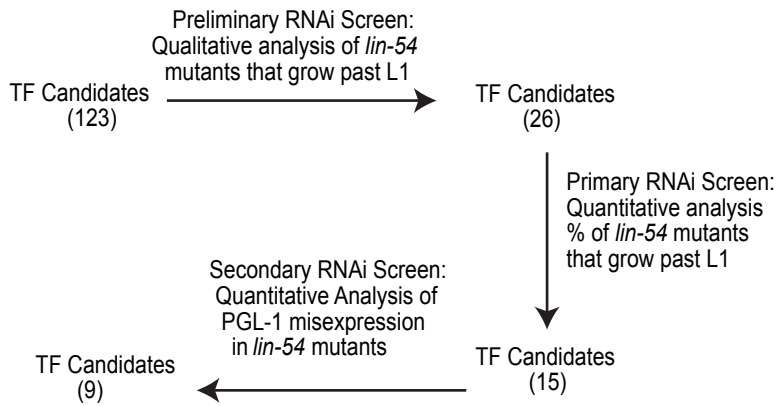 Preliminary RNAi Screen:
Qualitative analysis of lin-54
mutants that grow past L1
TF Candidates
(123)
TF Candidates
(26)
Primary RNAi Screen:
Quantitative analysis
% of lin-54 mutants
that grow past L1
Secondary RNAi Screen:
Quantitative Analysis of
PGL-1 misexpression
in lin-54 mutants
TF Candidates
(15)
TF Candidates
(9)